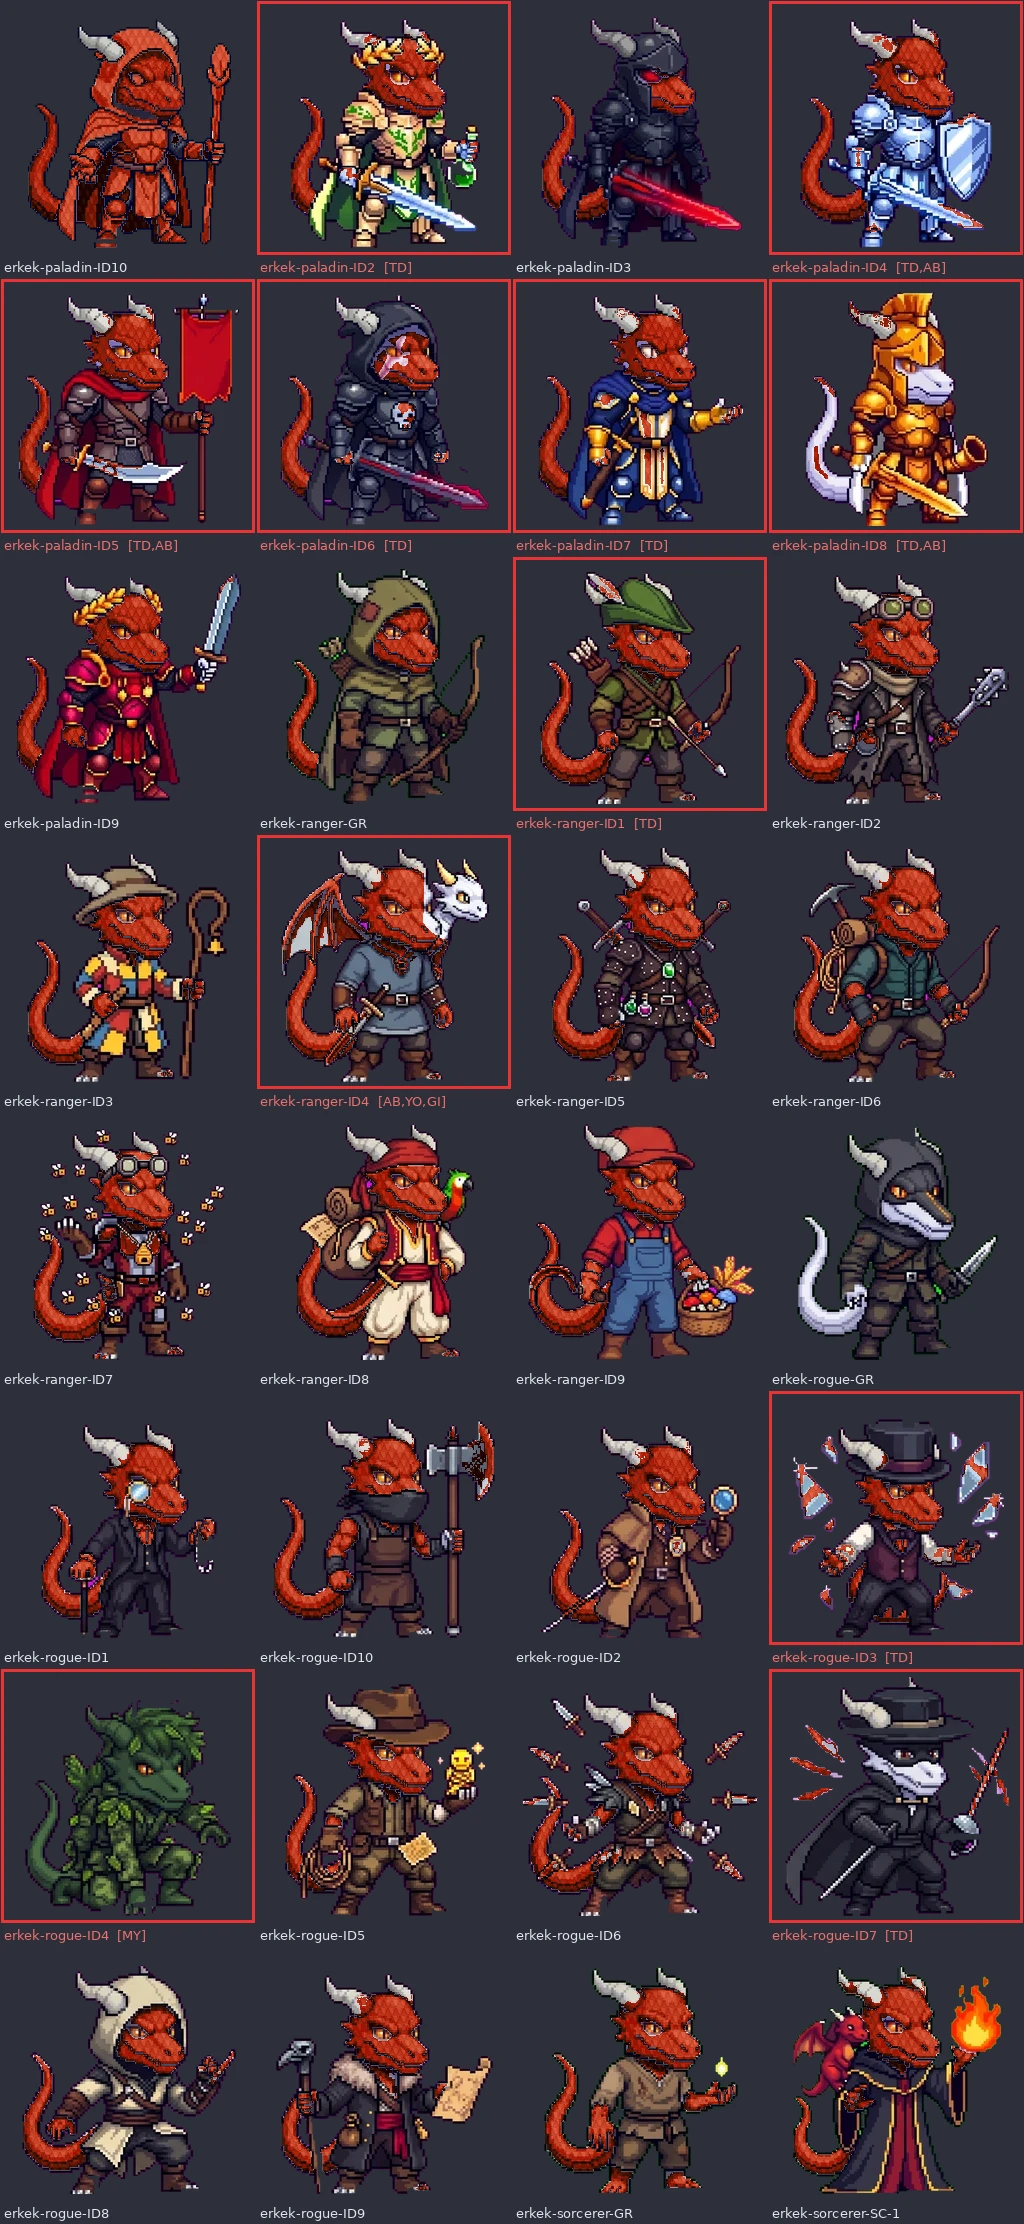 erkek-paladin-ID10
erkek-paladin-ID2 [TD]
erkek-paladin-ID3
erkek-paladin-ID4 [TD,AB]
erkek-paladin-ID5 [TD,AB]
erkek-paladin-ID6 [TD]
erkek-paladin-ID7 [TD]
erkek-paladin-ID8 [TD,AB]
erkek-paladin-ID9
erkek-ranger-GR
erkek-ranger-ID1 [TD]
erkek-ranger-ID2
erkek-ranger-ID3
erkek-ranger-ID4 [AB,YO,GI]
erkek-ranger-ID5
erkek-ranger-ID6
erkek-ranger-ID7
erkek-ranger-ID8
erkek-ranger-ID9
erkek-rogue-GR
erkek-rogue-ID1
erkek-rogue-ID10
erkek-rogue-ID2
erkek-rogue-ID3 [TD]
erkek-rogue-ID4 [MY]
erkek-rogue-ID5
erkek-rogue-ID6
erkek-rogue-ID7 [TD]
erkek-rogue-ID8
erkek-rogue-ID9
erkek-sorcerer-GR
erkek-sorcerer-SC-1